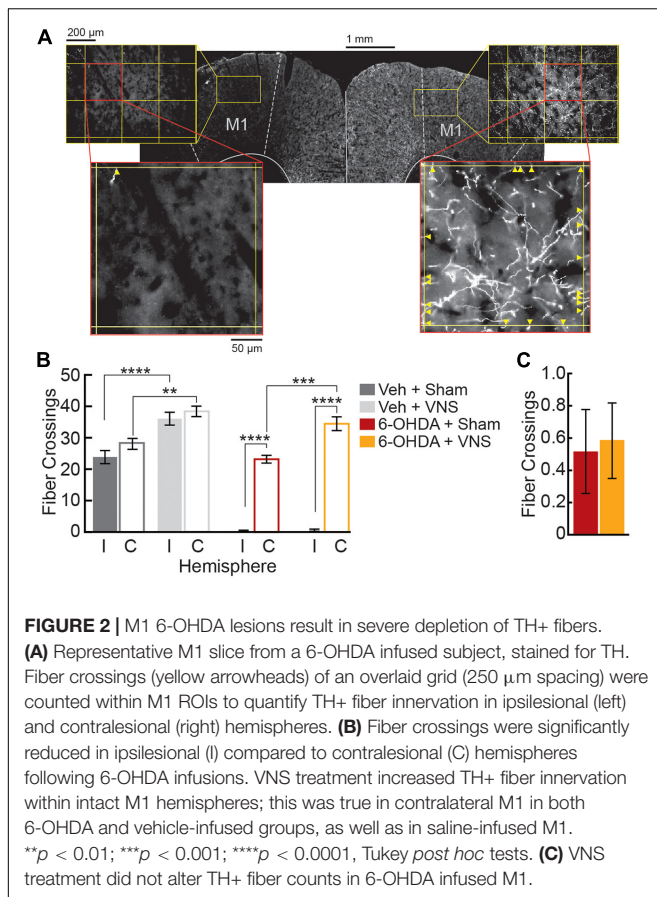 200 μm
A
1 mm
M1
M1
50 μm
B
C
Fiber Crossings
50
40
30
20
10
0
****
**
****
***
****
I C I C I C I C
Hemisphere
Veh + Sham
Veh + VNS
6-OHDA + Sham
6-OHDA + VNS
Fiber Crossings
1.0
0.8
0.6
0.4
0.2
0
FIGURE 2 | M1 6-OHDA lesions result in severe depletion of TH+ fibers.
(A) Representative M1 slice from a 6-OHDA infused subject, stained for TH.
Fiber crossings (yellow arrowheads) of an overlaid grid (250 μm spacing) were
counted within M1 ROIs to quantify TH+ fiber innervation in ipsilesional (left)
and contralesional (right) hemispheres. (B) Fiber crossings were significantly
reduced in ipsilesional (I) compared to contralesional (C) hemispheres
following 6-OHDA infusions. VNS treatment increased TH+ fiber innervation
within intact M1 hemispheres; this was true in contralateral M1 in both
6-OHDA and vehicle-infused groups, as well as in saline-infused M1.
**p < 0.01; ***p < 0.001; ****p < 0.0001, Tukey post hoc tests. (C) VNS
treatment did not alter TH+ fiber counts in 6-OHDA infused M1.